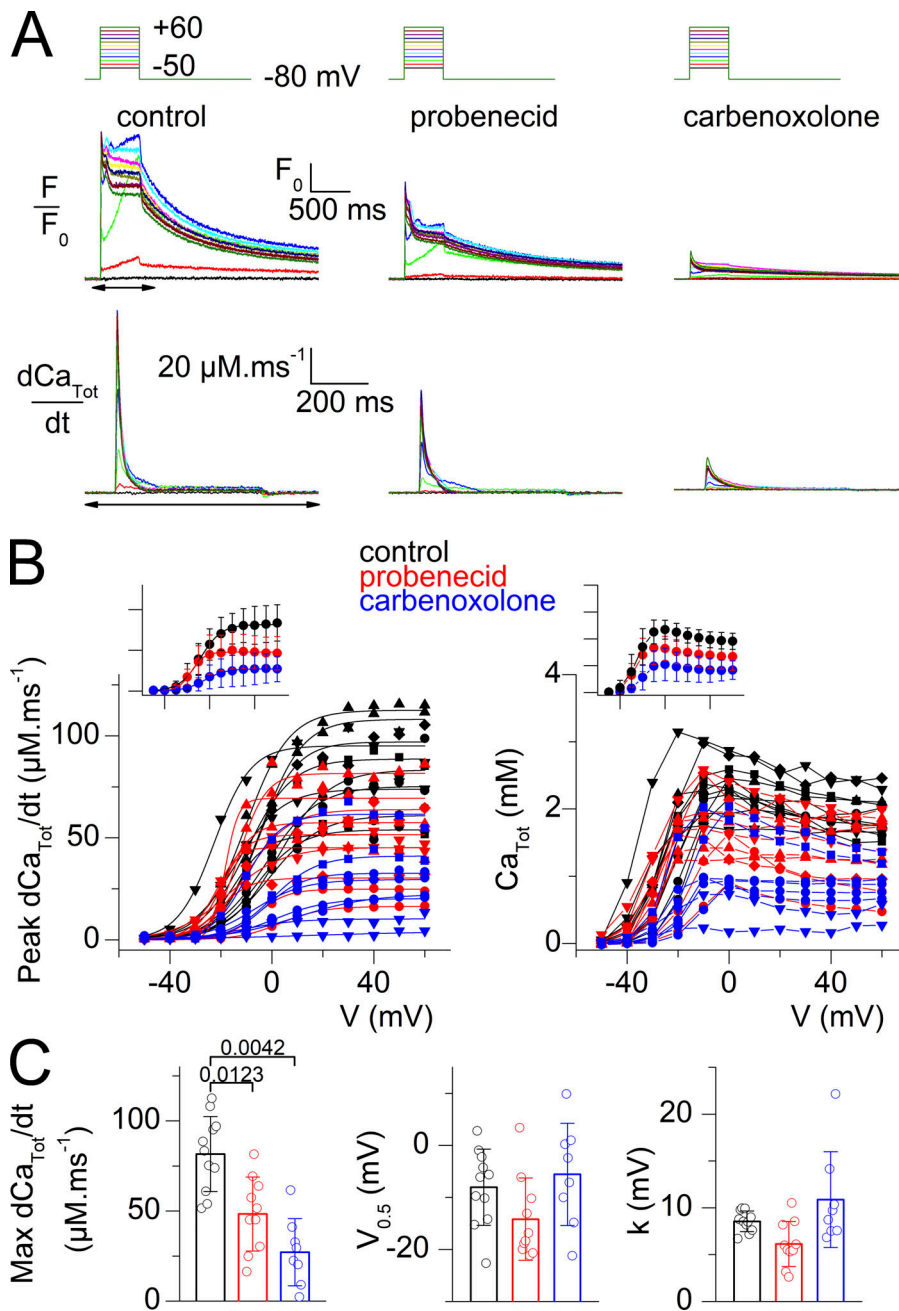 A
+60
-50
-80 mV
control probenecid carbenoxolone
F
F0
F0
500 ms
dCaTot
dt
20 µM.ms-1
200 ms
B
control
probenecid
carbenoxolone
Peak dCaTot/dt (µM.ms-1)
100
50
0
-40 0 40
V (mV)
CaTot (mM)
4
2
0
-40 0 40
V (mV)
C
Max dCaTot/dt
(µM.ms-1)
0.0042
0.0123
100
50
0
V0.5 (mV)
0
-20
k (mV)
20
10
0